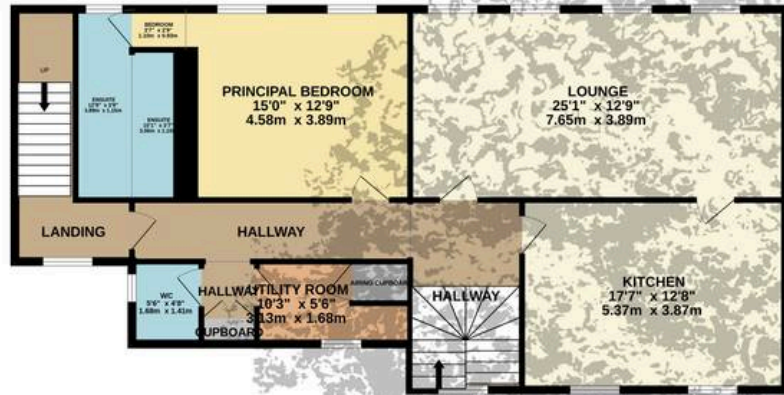 BEDROOM
UP
PRINCIPAL BEDROOM
15'0" x 12'9"
4.58m x 3.89m
LOUNGE
25'1" x 12'9"
7.65m x 3.89m
ENSUITE
ENSUITE
LANDING
HALLWAY
WC
5'6" x 4'8"
1.68m x 1.41m
HALLWAY
UTILITY ROOM
10'3" x 5'6"
3.13m x 1.68m
AIRING CUPBOARD
CUPBOARD
HALLWAY
KITCHEN
17'7" x 12'8"
5.37m x 3.87m